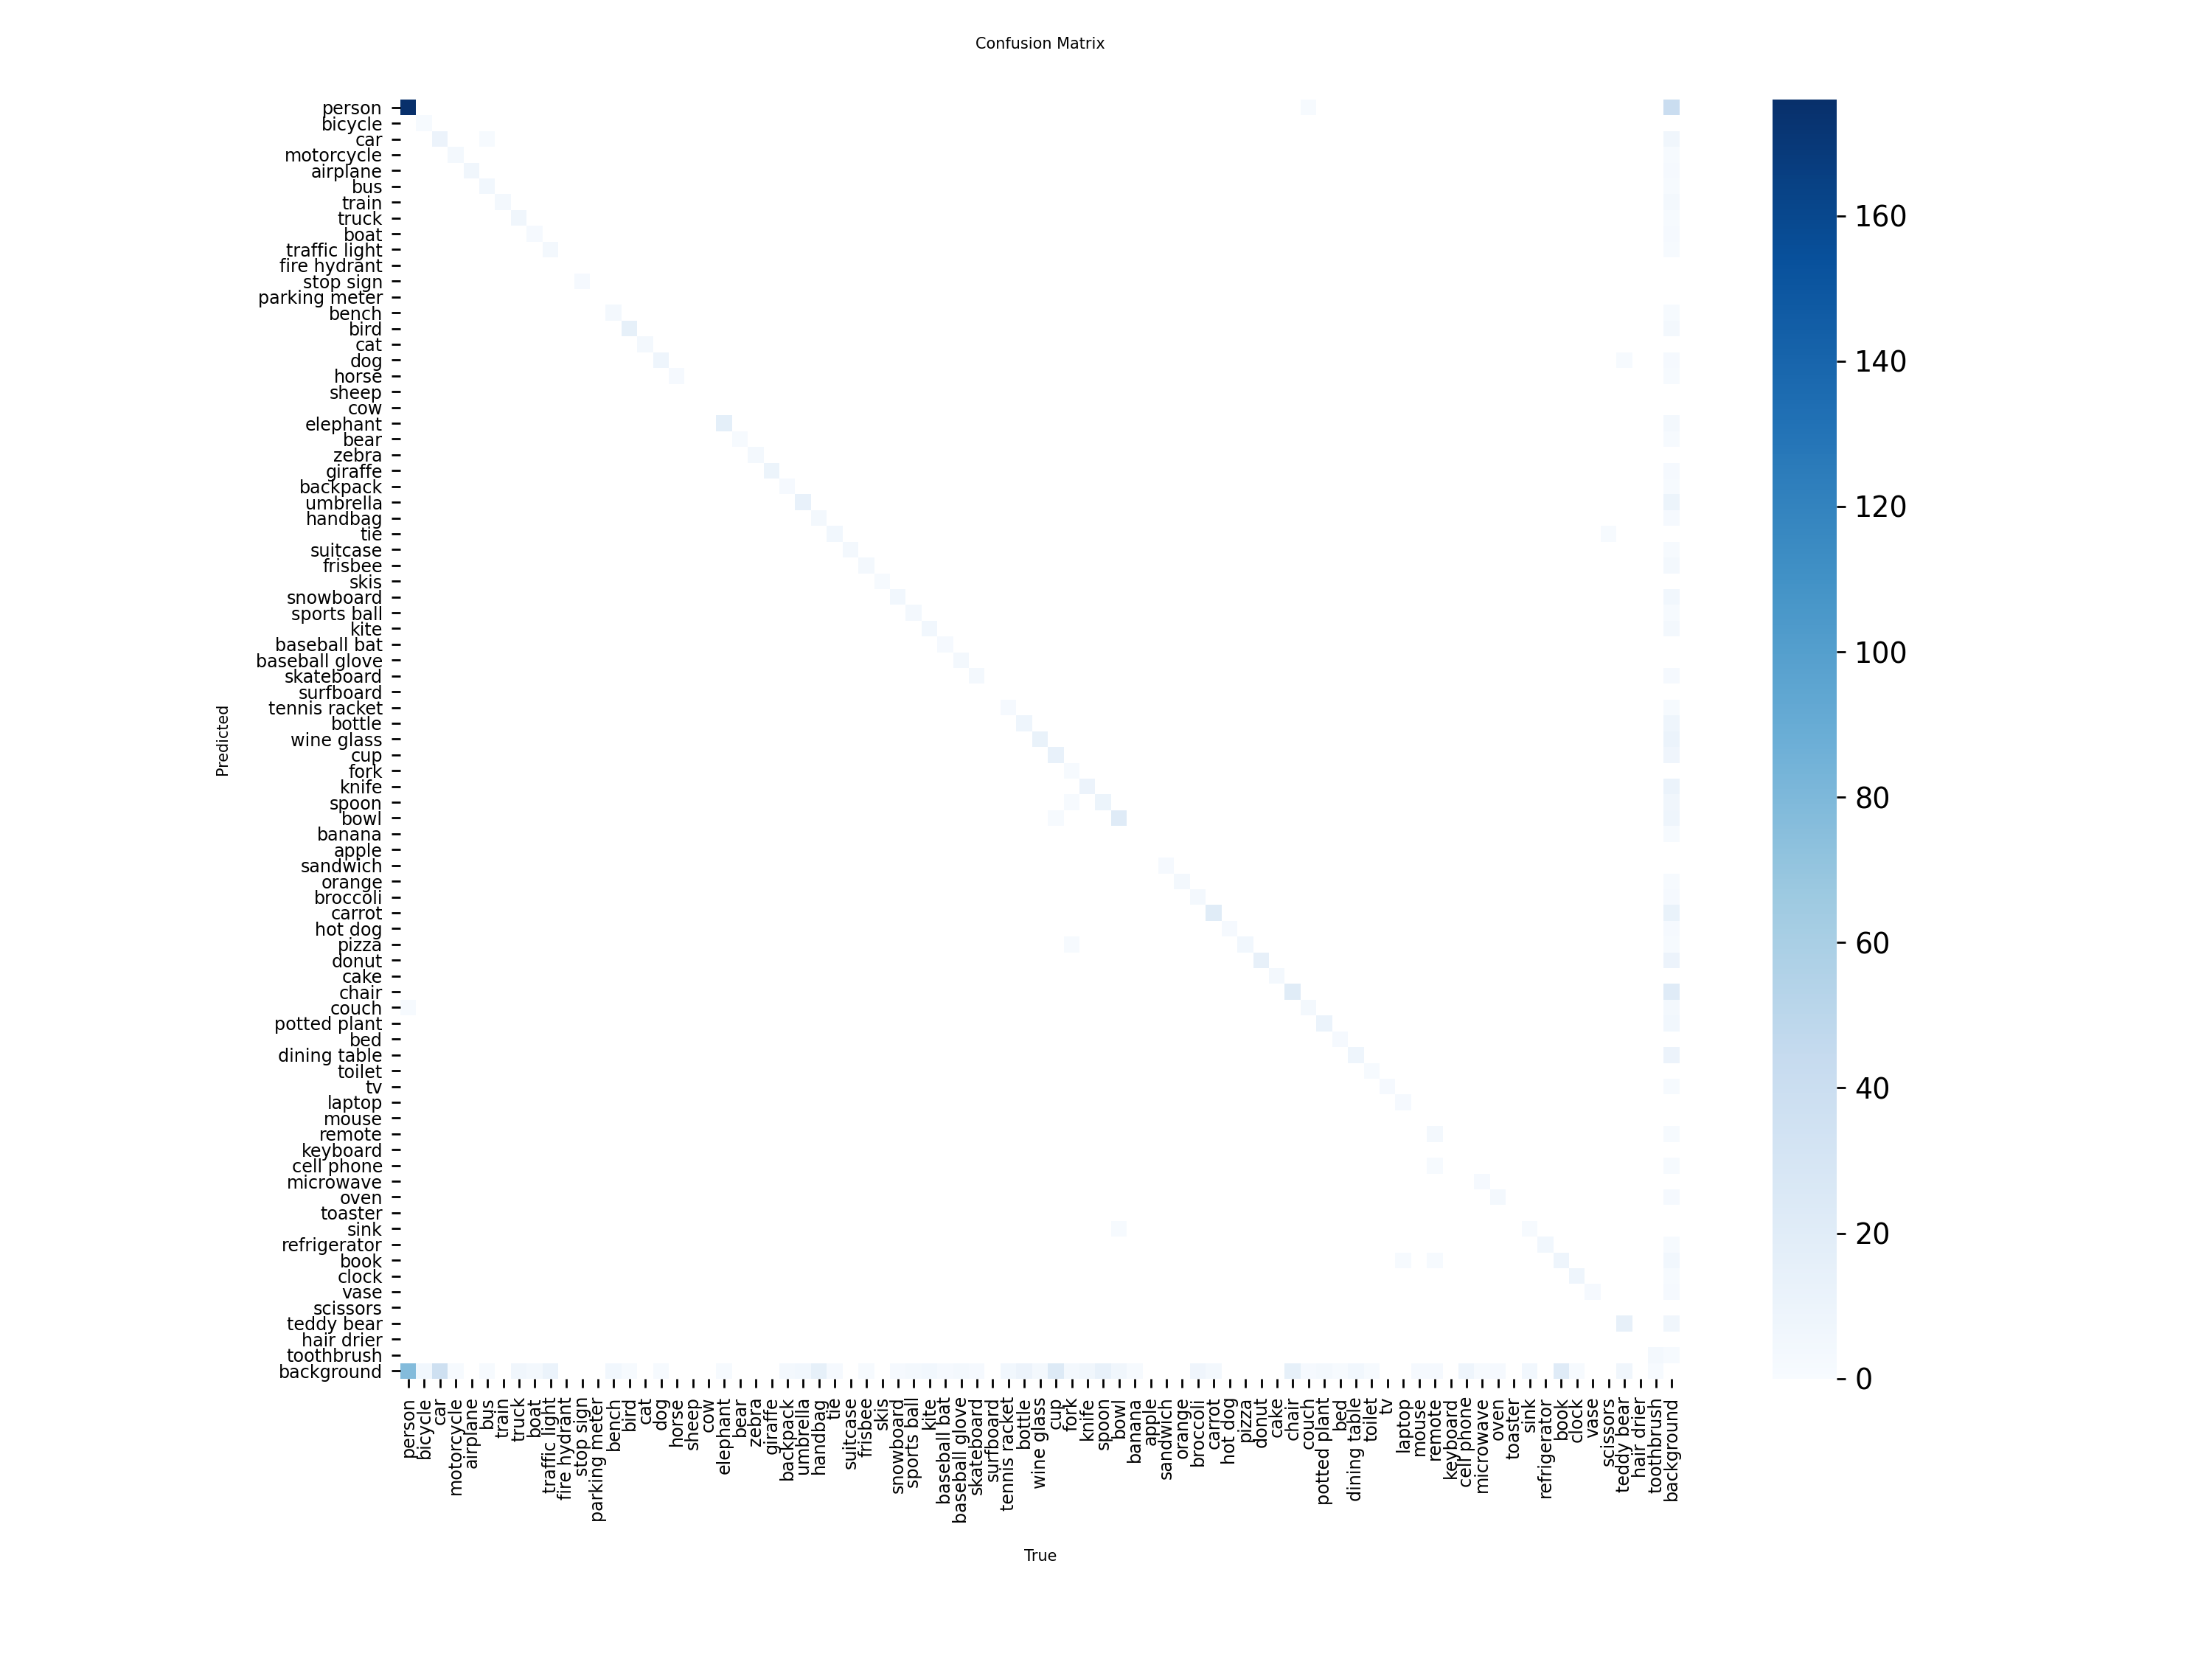 Confusion Matrix
person
bicycle
car
motorcycle
airplane
bus
train
truck
boat
traffic light
fire hydrant
stop sign
parking meter
bench
bird
cat
dog
horse
sheep
cow
elephant
bear
zebra
giraffe
backpack
umbrella
handbag
tie
suitcase
frisbee
skis
snowboard
sports ball
kite
baseball bat
baseball glove
skateboard
surfboard
tennis racket
bottle
wine glass
cup
fork
knife
spoon
bowl
banana
apple
sandwich
orange
broccoli
carrot
hot dog
pizza
donut
cake
chair
couch
potted plant
bed
dining table
toilet
tv
laptop
mouse
remote
keyboard
cell phone
microwave
oven
toaster
sink
refrigerator
book
clock
vase
scissors
teddy bear
hair drier
toothbrush
background
Predicted
person
bicycle
car
motorcycle
airplane
bus
train
truck
boat
traffic light
fire hydrant
stop sign
parking meter
bench
bird
cat
dog
horse
sheep
cow
elephant
bear
zebra
giraffe
backpack
umbrella
handbag
tie
suitcase
frisbee
skis
snowboard
sports ball
kite
baseball bat
baseball glove
skateboard
surfboard
tennis racket
bottle
wine glass
cup
fork
knife
spoon
bowl
banana
apple
sandwich
orange
broccoli
carrot
hot dog
pizza
donut
cake
chair
couch
potted plant
bed
dining table
toilet
tv
laptop
mouse
remote
keyboard
cell phone
microwave
oven
toaster
sink
refrigerator
book
clock
vase
scissors
teddy bear
hair drier
toothbrush
background
True
160
140
120
100
80
60
40
20
0